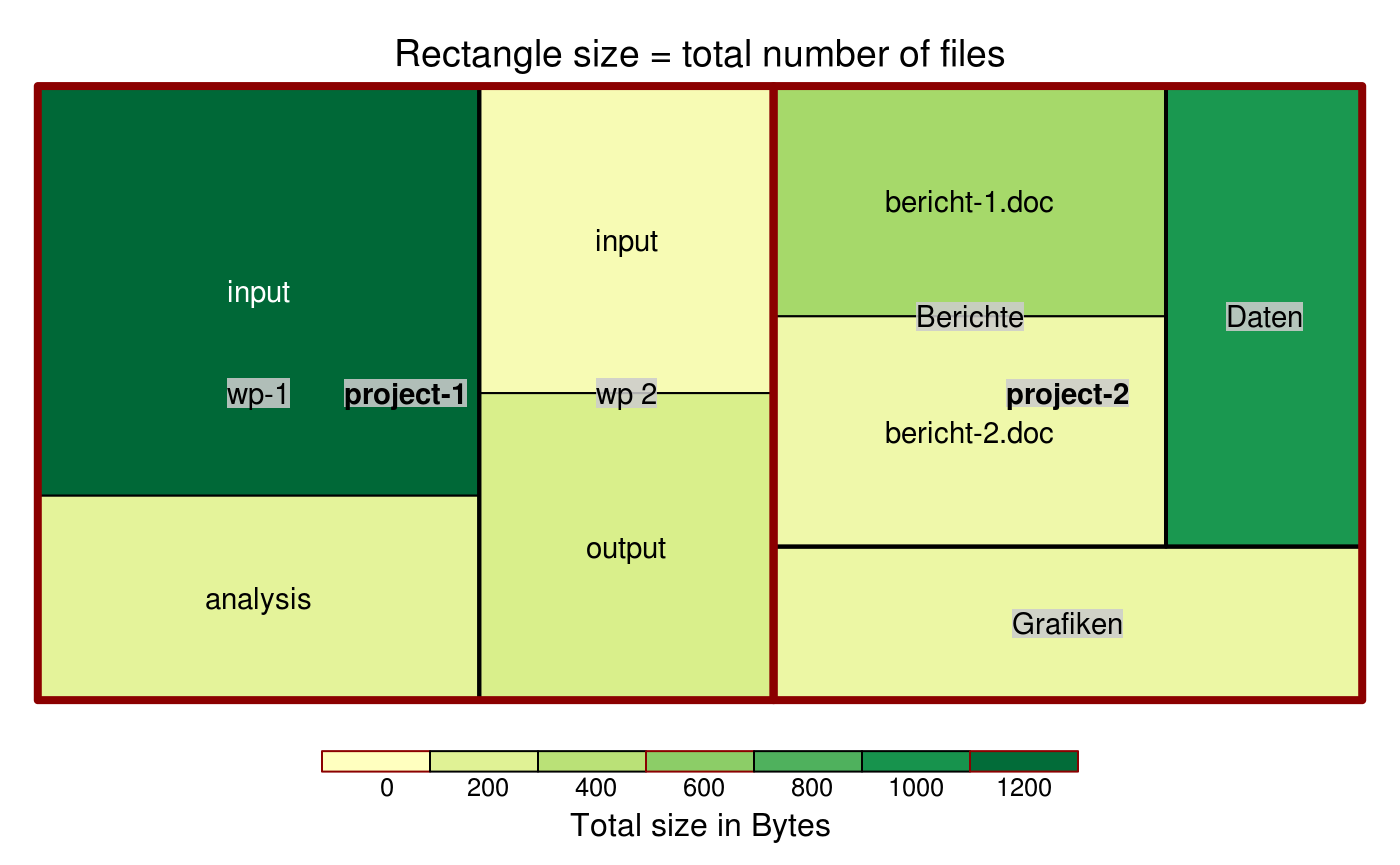 Rectangle size = total number of files
input
wp-1
project-1
analysis
input
wp 2
output
bericht-1.doc
Berichte
bericht-2.doc
project-2
Daten
Grafiken
0 200 400 600 800 1000 1200
Total size in Bytes